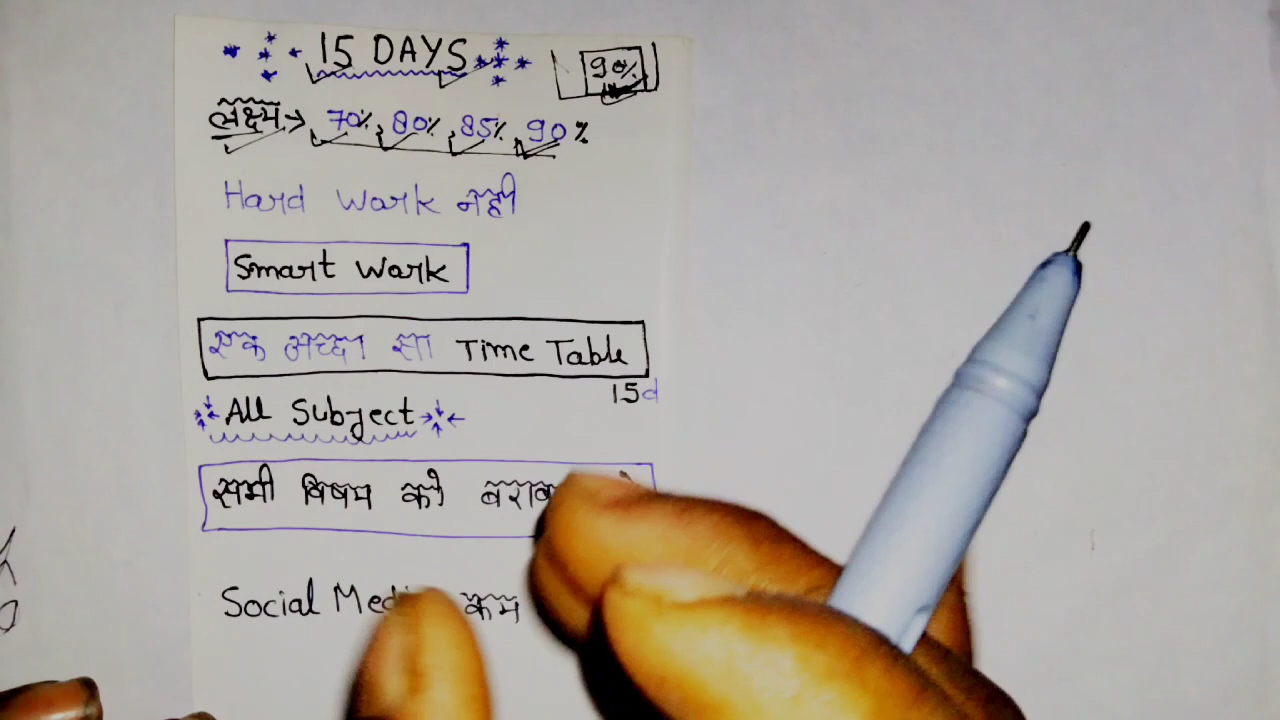 15 DAYS
90%
लक्ष्य → 70%, 80%, 85%, 90%
Hard Work नही
Smart Work
एक अच्छा सा Time Table
15d
All Subject
सभी विषय को
Social कम